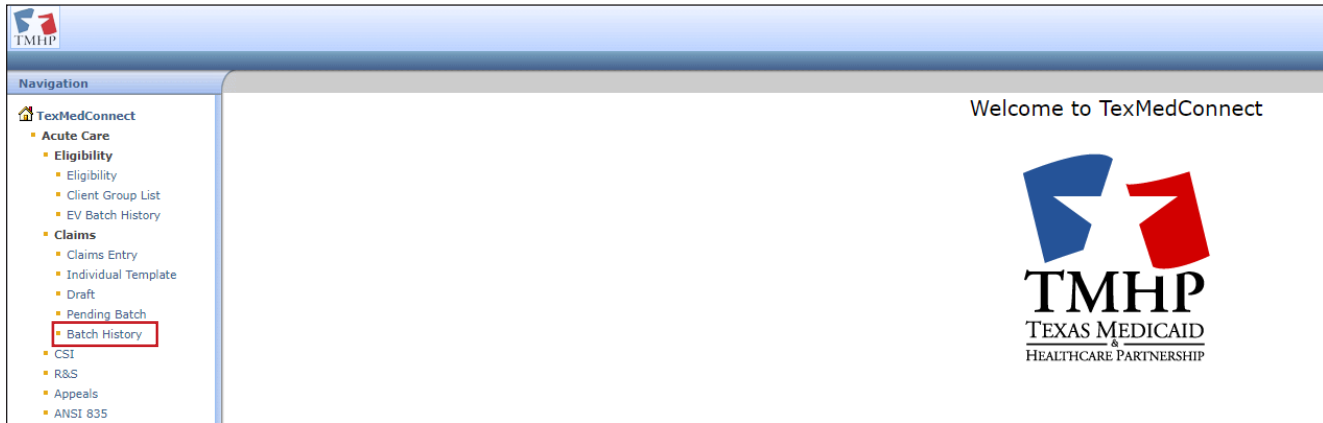 TMHP
Navigation
TexMedConnect
Acute Care
Eligibility
Eligibility
Client Group List
EV Batch History
Claims
Claims Entry
Individual Template
Draft
Pending Batch
Batch History
CSI
R&S
Appeals
ANSI 835
Welcome to TexMedConnect
TMHP
TEXAS MEDICAID
&
HEALTHCARE PARTNERSHIP